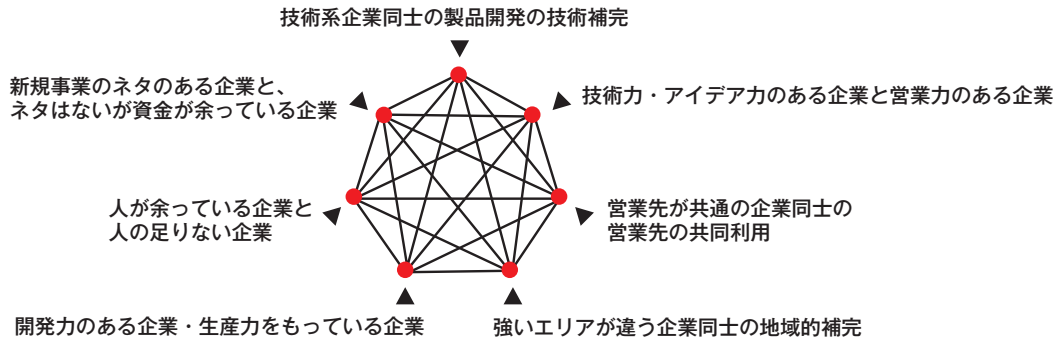 技術系企業同士の製品開発の技術補完
新規事業のネタのある企業と、
ネタはないが資金が余っている企業
技術力・アイデア力のある企業と営業力のある企業
人が余っている企業と
人の足りない企業
営業先が共通の企業同士の
営業先の共同利用
開発力のある企業・生産力をもっている企業
強いエリアが違う企業同士の地域的補完